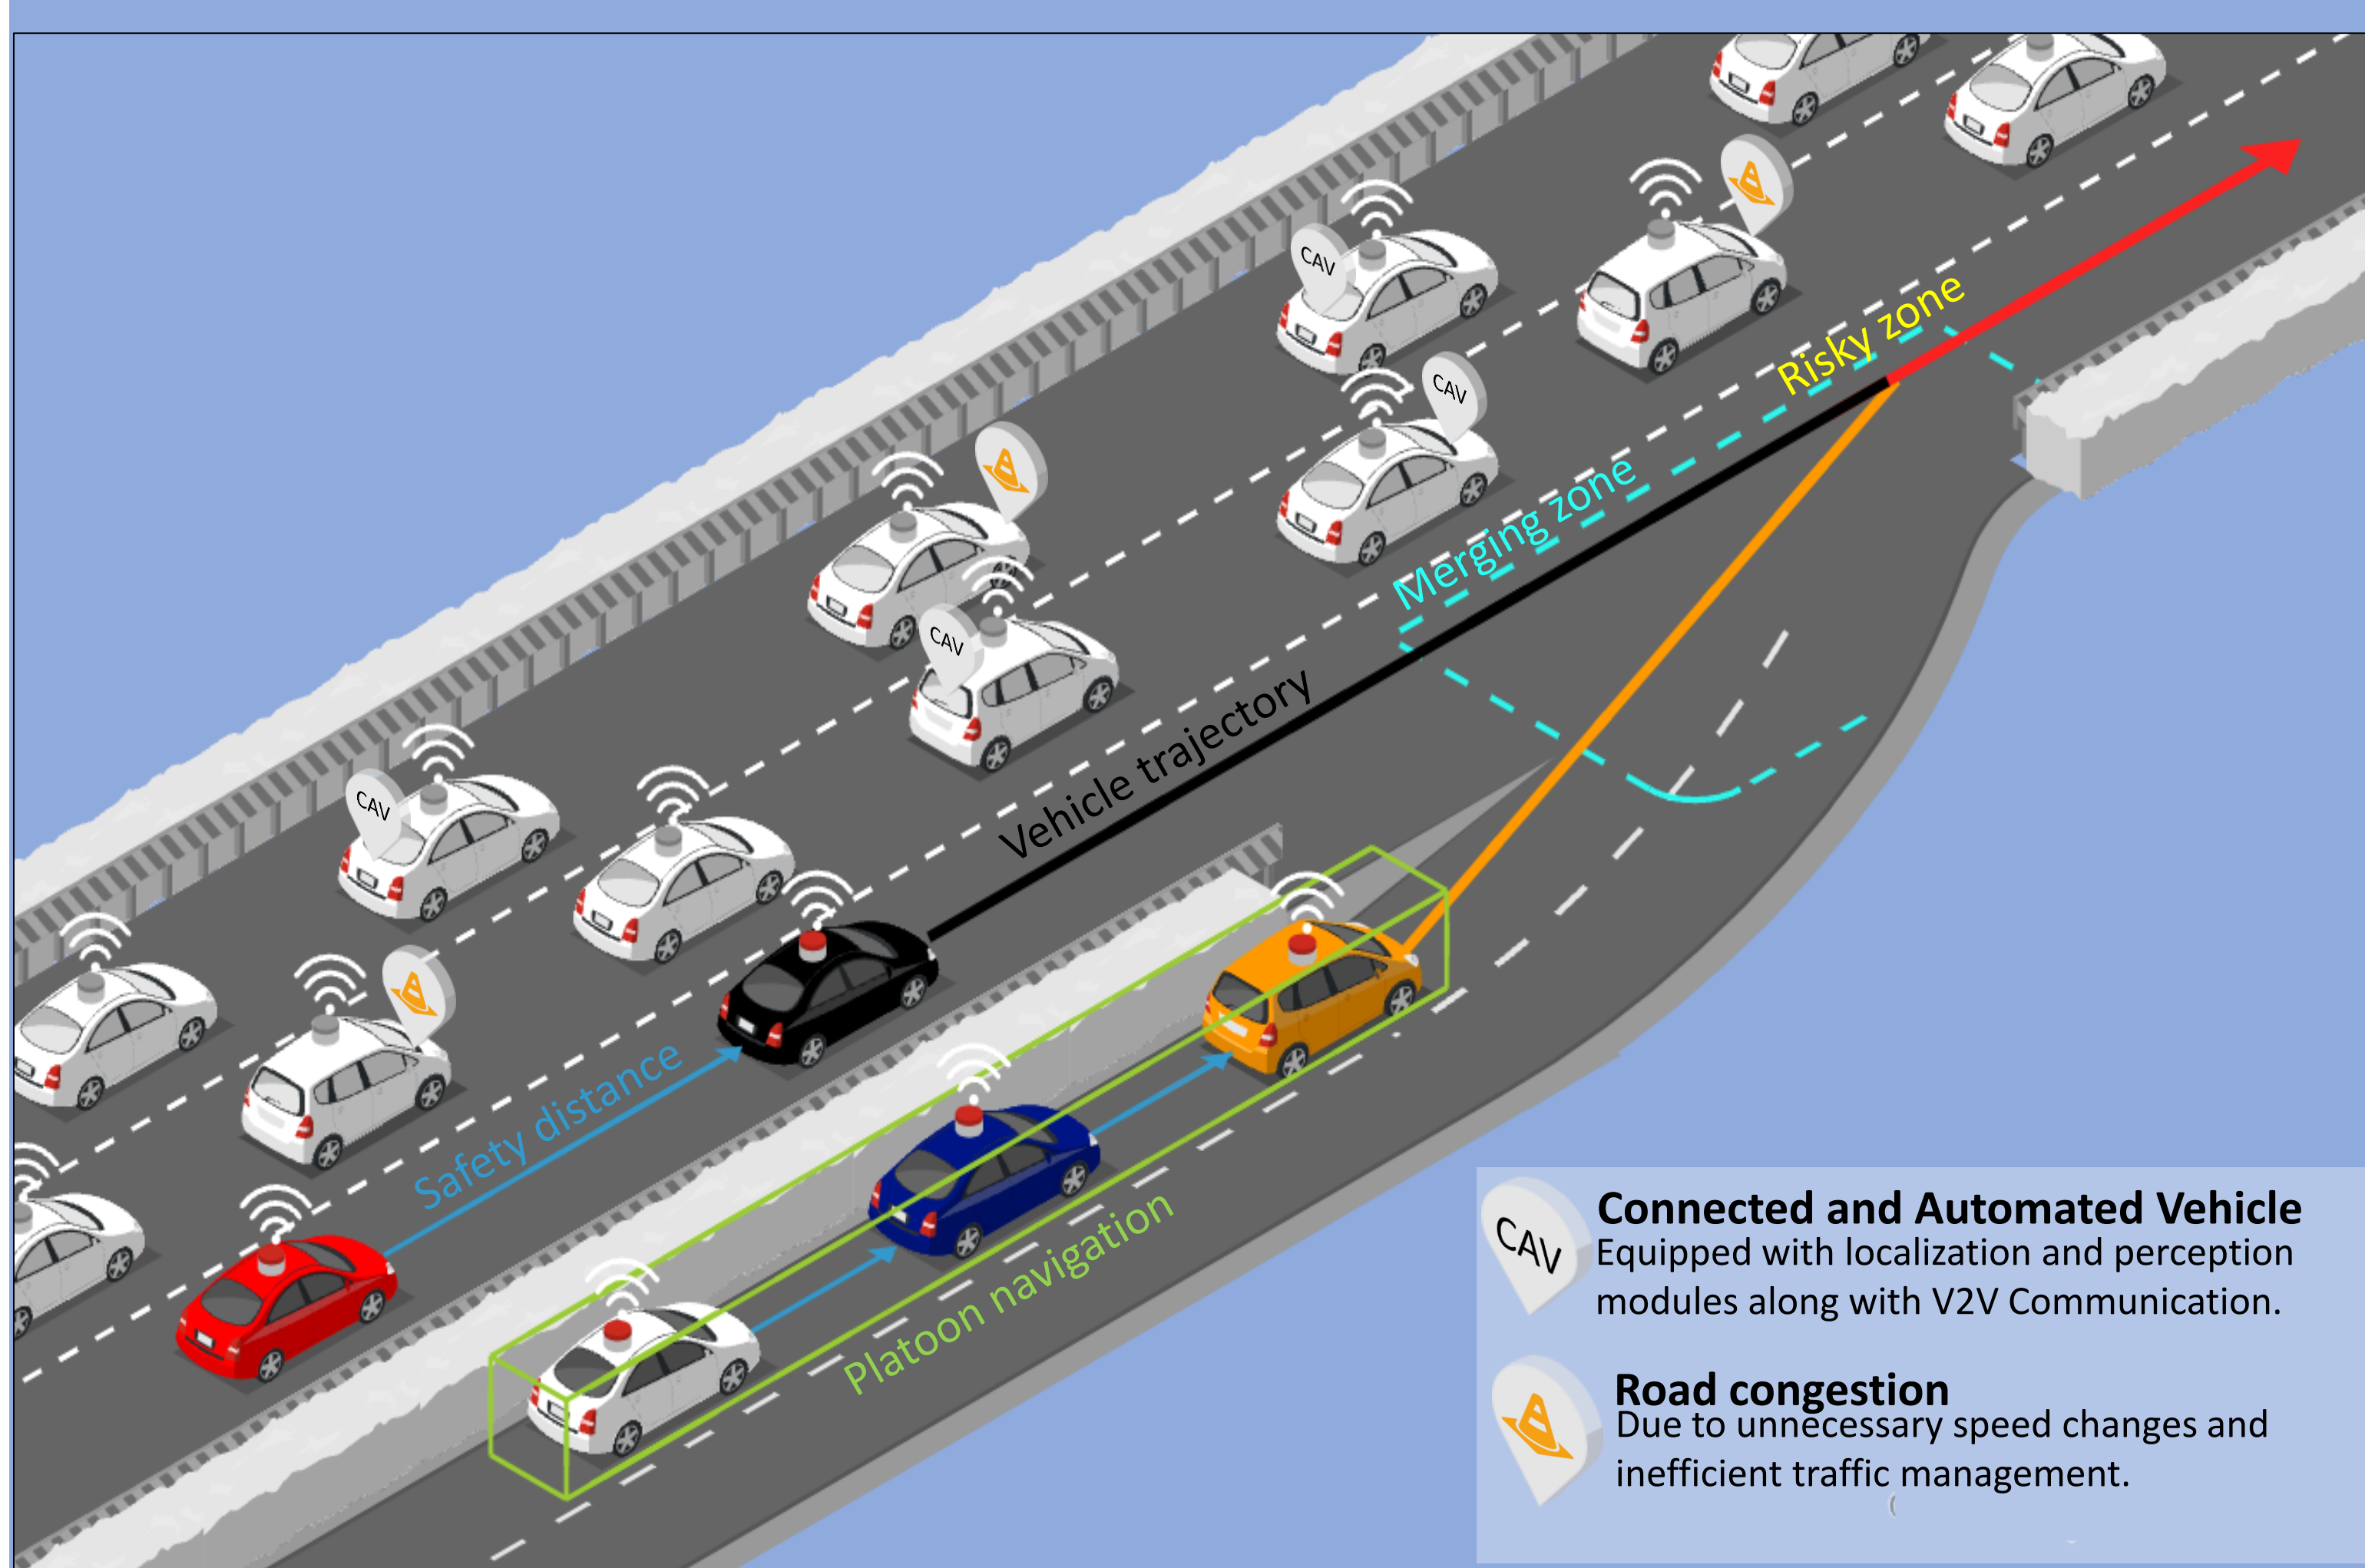 CAV
CAV
Risky zone
Merging zone
CAV
Vehicle trajectory
CAV
Safety distance
Platoon navigation
CAV
Connected and Automated Vehicle
Equipped with localization and perception
modules along with V2V Communication.
Road congestion
Due to unnecessary speed changes and
inefficient traffic management.